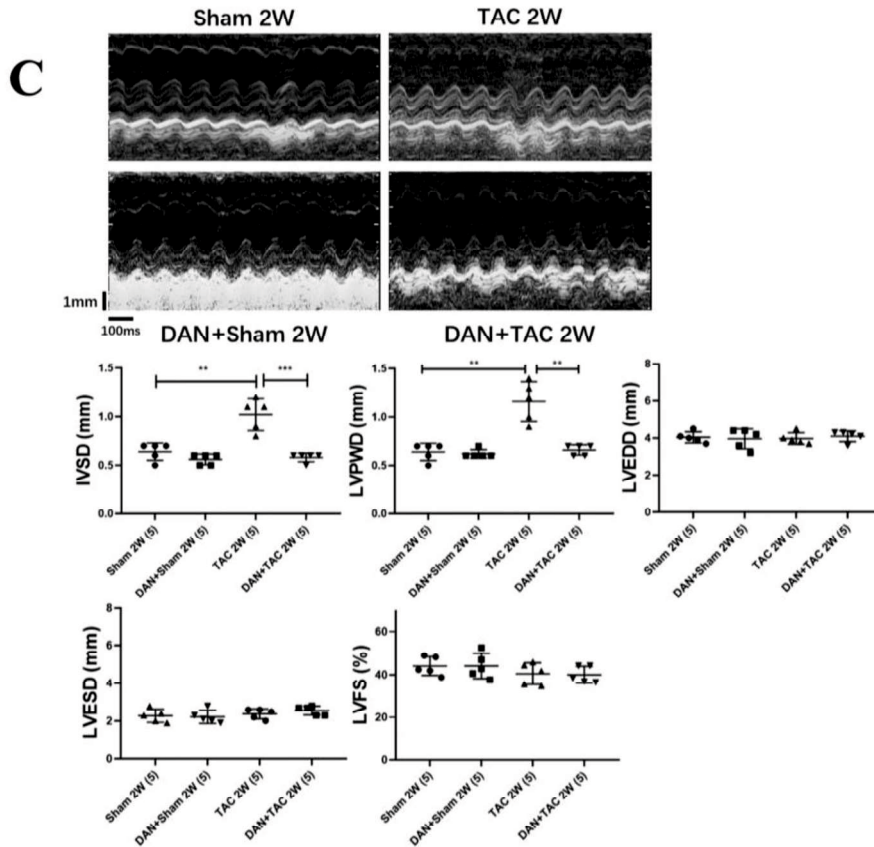 Sham 2W TAC 2W
C
1mm
100ms
DAN+Sham 2W DAN+TAC 2W
IVSD (mm)
1.5
1.0
0.5
0.0
** ***
Sham 2W (5)
DAN+Sham 2W (5)
TAC 2W (5)
DAN+TAC 2W (5)
LVPWD (mm)
1.5
1.0
0.5
0.0
** **
Sham 2W (5)
DAN+Sham 2W (5)
TAC 2W (5)
DAN+TAC 2W (5)
LVEDD (mm)
8
6
4
2
0
Sham 2W (5)
DAN+Sham 2W (5)
TAC 2W (5)
DAN+TAC 2W (5)
LVESD (mm)
8
6
4
2
0
Sham 2W (5)
DAN+Sham 2W (5)
TAC 2W (5)
DAN+TAC 2W (5)
LVFS (%)
60
40
20
0
Sham 2W (5)
DAN+Sham 2W (5)
TAC 2W (5)
DAN+TAC 2W (5)